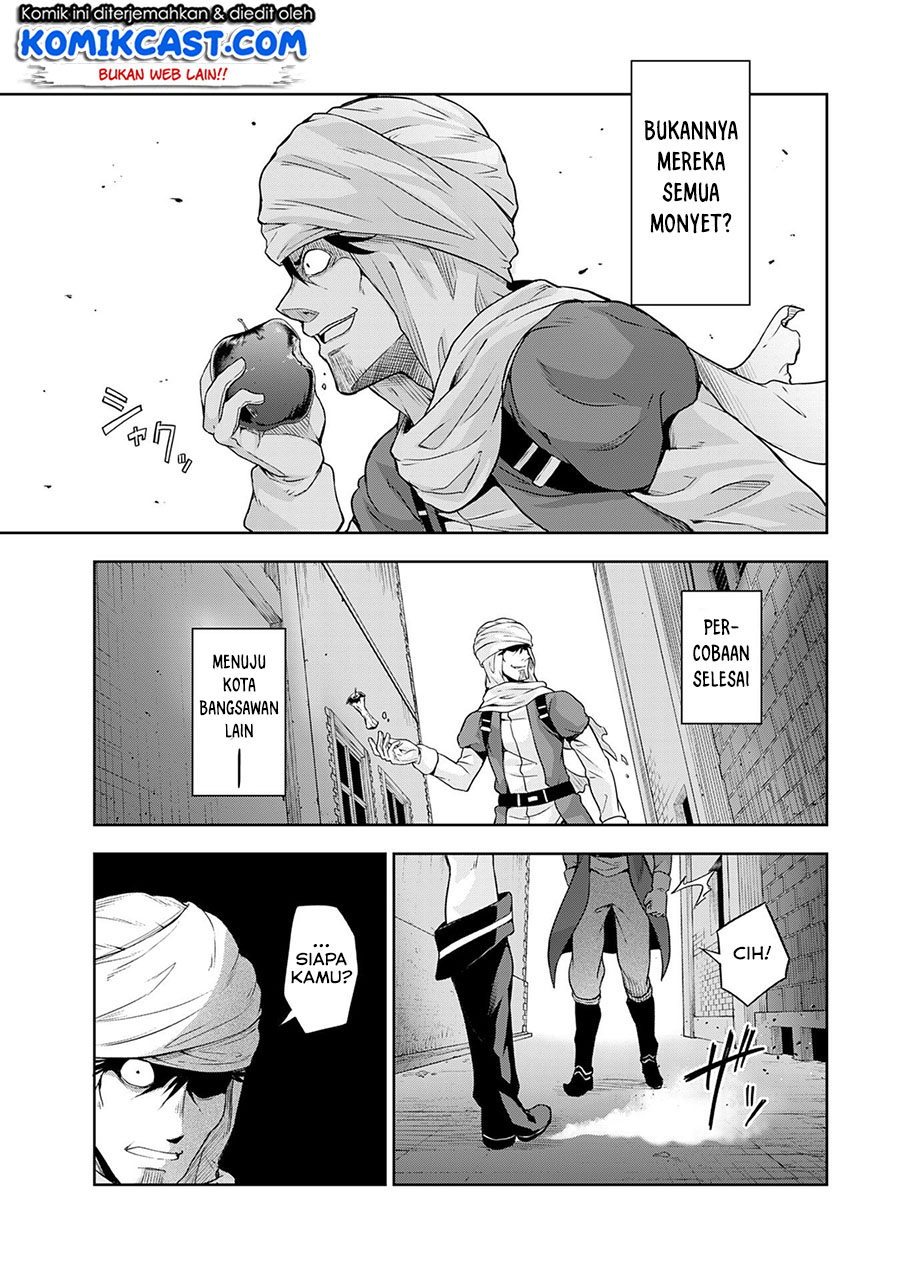 Komik ini diterjemahkan & diedit oleh
KOMIKCAST.COM
BUKAN WEB LAIN!!
BUKANNYA
MEREKA
SEMUA
MONYET?
シャクッ
PER-
COBAAN
SELESAI
MENUJU
KOTA
BANGSAWAN
LAIN
—
CIH!
ザッ
...
SIAPA
KAMU?